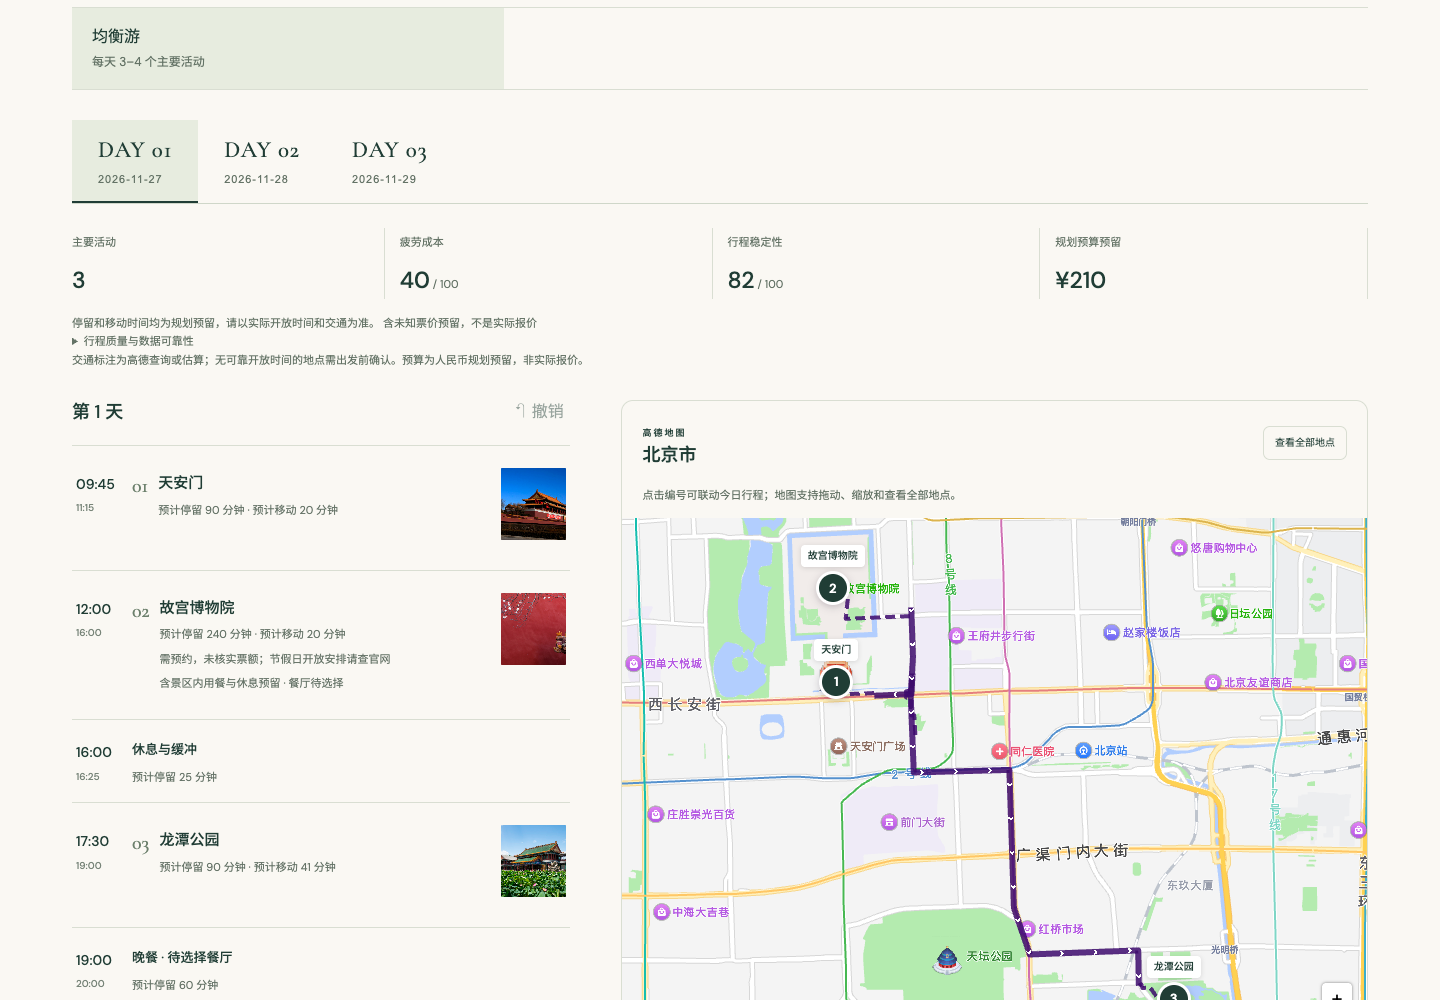 均衡游
每天 3–4 个主要活动
DAY 01
2026-11-27
DAY 02
2026-11-28
DAY 03
2026-11-29
主要活动
3
疲劳成本
40 / 100
行程稳定性
82 / 100
规划预算预留
¥210
停留和移动时间均为规划预留，请以实际开放时间和交通为准。 含未知票价预留，不是实际报价
行程质量与数据可靠性
交通标注为高德查询或估算；无可靠开放时间的地点需出发前确认。预算为人民币规划预留，非实际报价。
第 1 天
撤销
09:45
11:15
01
天安门
预计停留 90 分钟 · 预计移动 20 分钟
12:00
16:00
02
故宫博物院
预计停留 240 分钟 · 预计移动 20 分钟
需预约，未核实票额；节假日开放安排请查官网
含景区内用餐与休息预留 · 餐厅待选择
16:00
16:25
休息与缓冲
预计停留 25 分钟
17:30
19:00
03
龙潭公园
预计停留 90 分钟 · 预计移动 41 分钟
19:00
20:00
晚餐 · 待选择餐厅
预计停留 60 分钟
高德地图
北京市
查看全部地点
点击编号可联动今日行程；地图支持拖动、缩放和查看全部地点。
朝阳门桥
悠唐购物中心
故宫博物院
8号线
2
故宫博物院
日坛公园
赵家楼饭店
王府井步行街
天安门
西单大悦城
国
1
北京友谊商店
西长安街
国贸桥
通惠河
天安门广场
同仁医院
北京站
2号线
庄胜崇光百货
前门大街
17号线
广渠门内大街
东三环
东玖大厦
中海大吉巷
红桥市场
光明桥
天坛公园
龙潭公园
3
+